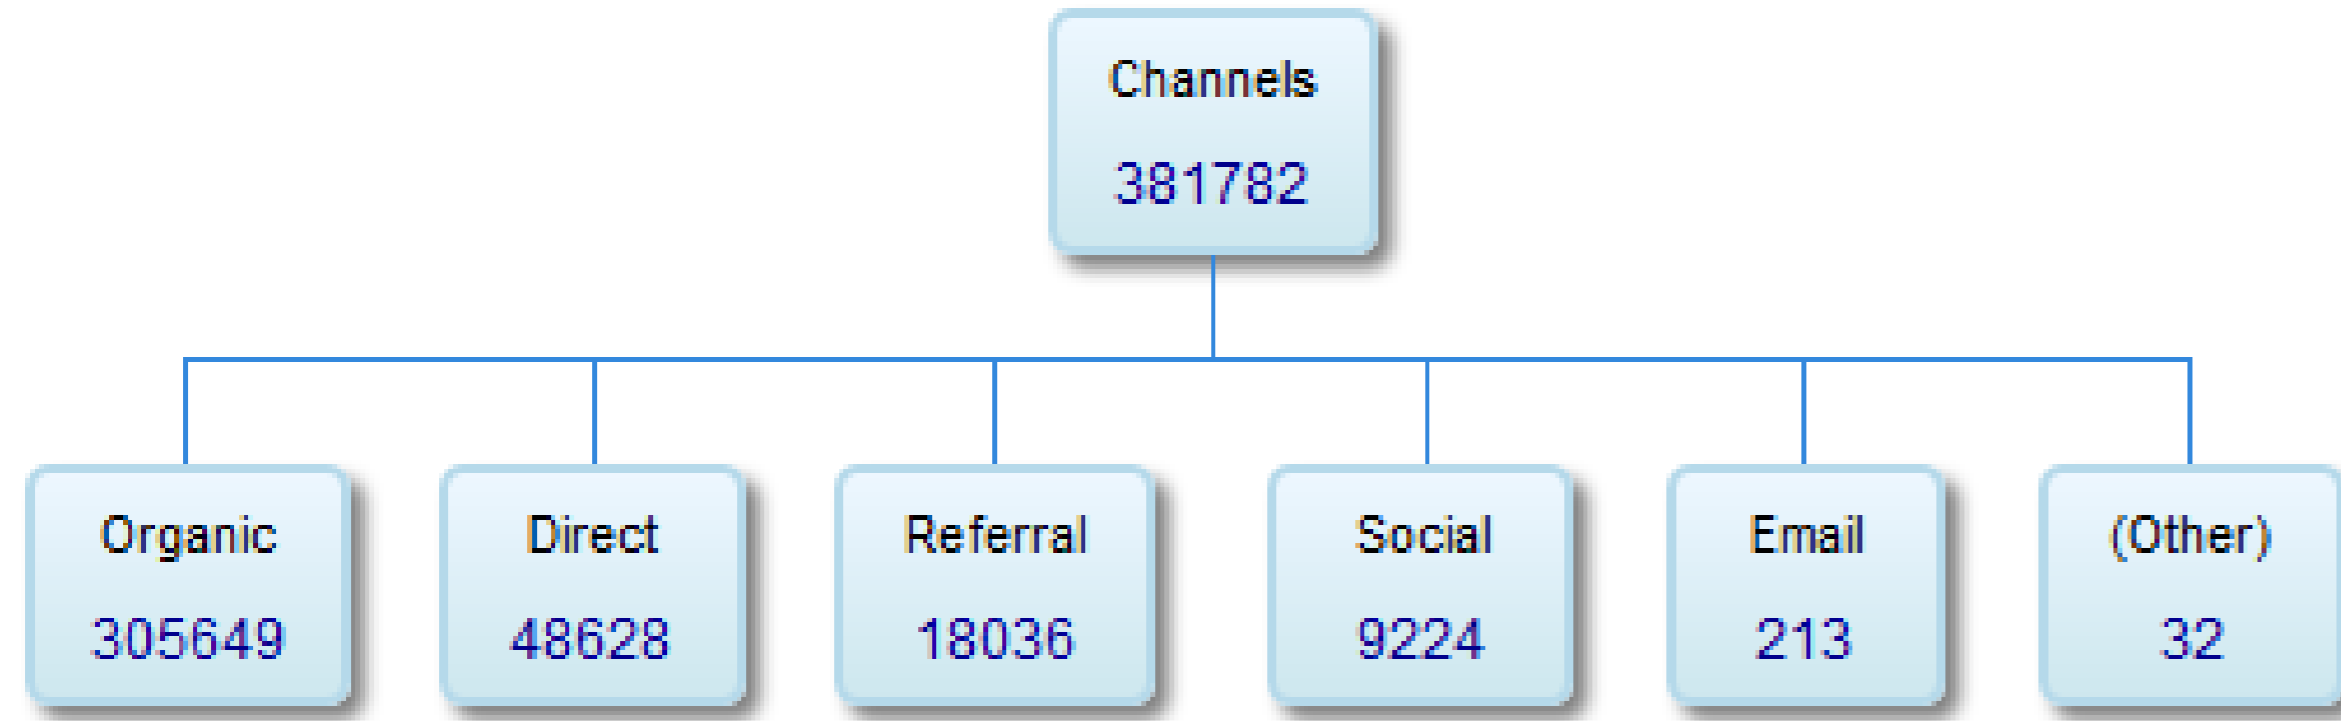 Channels
381782
Organic
305649
Direct
48628
Referral
18036
Social
9224
Email
213
(Other)
32